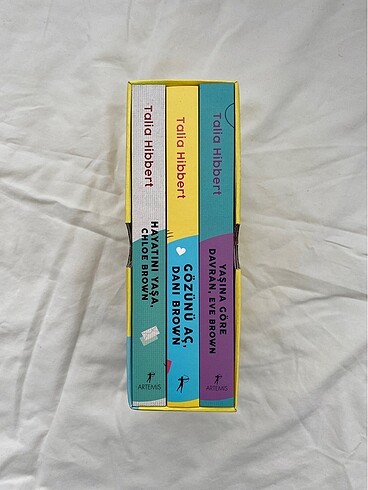 Talia Hibbert
HAYATINI YAŞA,
CHLOE BROWN
ARTEMIS
Talia Hibbert
GÖZÜNÜ AÇ,
DANI BROWN
Talia Hibbert
YAŞINA GÖRE
DAVRAN, EVE BROWN
ARTEMIS